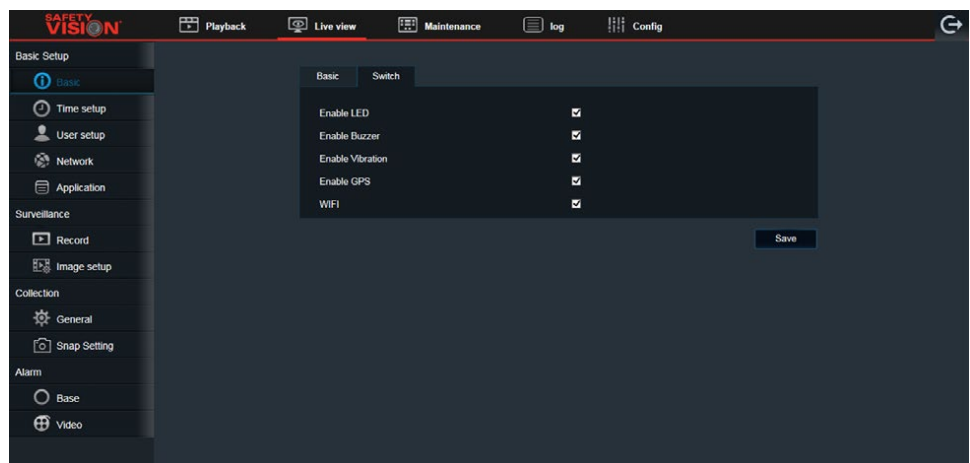 SAFETY
VISION
Playback Live view Maintenance log Config
Basic Setup
Basic
Time setup
User setup
Network
Application
Surveillance
Record
Image setup
Collection
General
Snap Setting
Alarm
Base
Video
Basic Switch
Enable LED
Enable Buzzer
Enable Vibration
Enable GPS
WIFI
Save